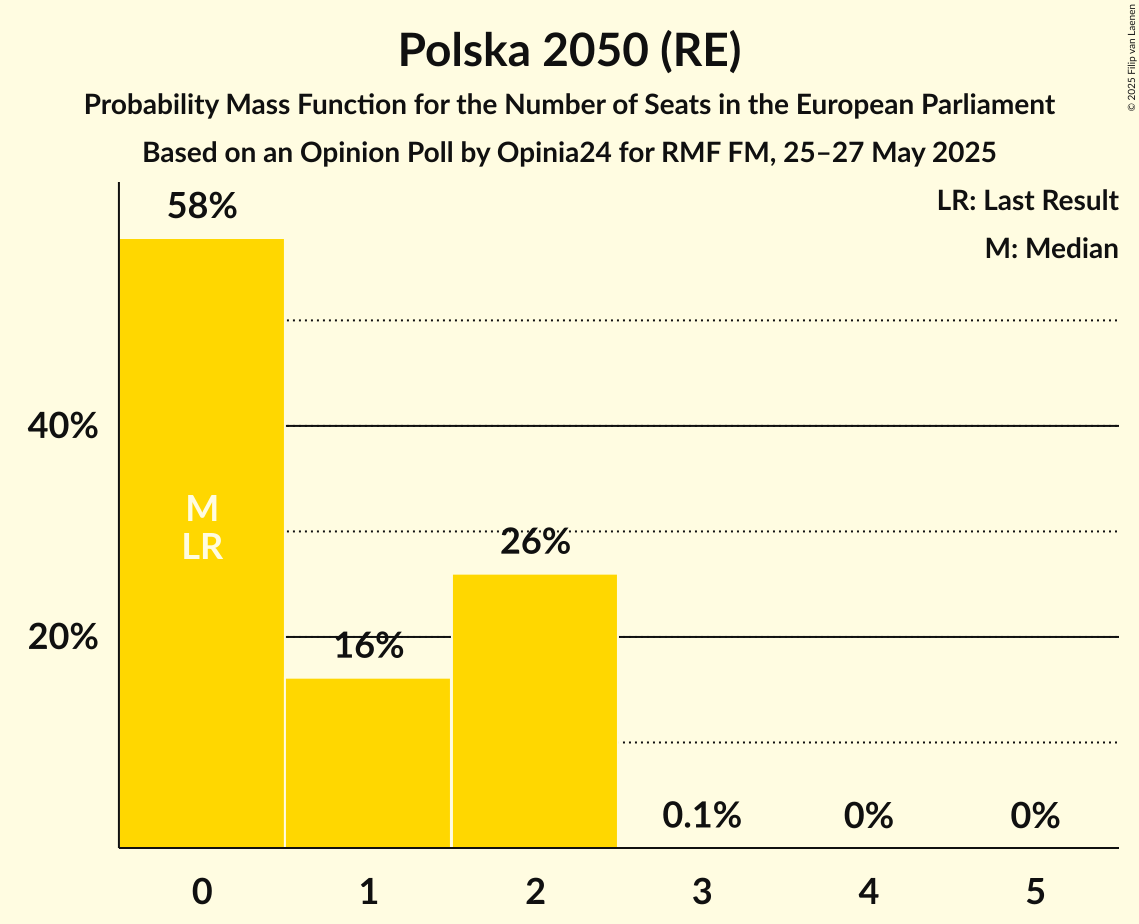 Polska 2050 (RE)
Probability Mass Function for the Number of Seats in the European Parliament
Based on an Opinion Poll by Opinia24 for RMF FM, 25–27 May 2025
© 2025 Filip van Laenen
LR: Last Result
M: Median
58%
40%
M
LR
26%
20%
16%
0.1%
0%
0%
0
1
2
3
4
5